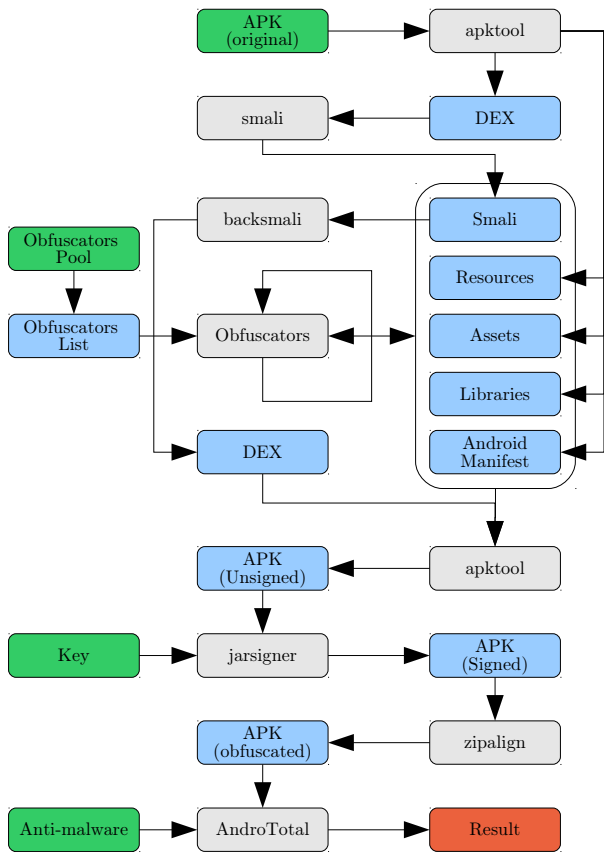 APK
(original)
apktool
smali
DEX
backsmali
Smali
Obfuscators
Pool
Resources
Obfuscators
List
Obfuscators
Assets
Libraries
DEX
Android
Manifest
APK
(Unsigned)
apktool
Key
jarsigner
APK
(Signed)
APK
(obfuscated)
zipalign
Anti-malware
AndroTotal
Result